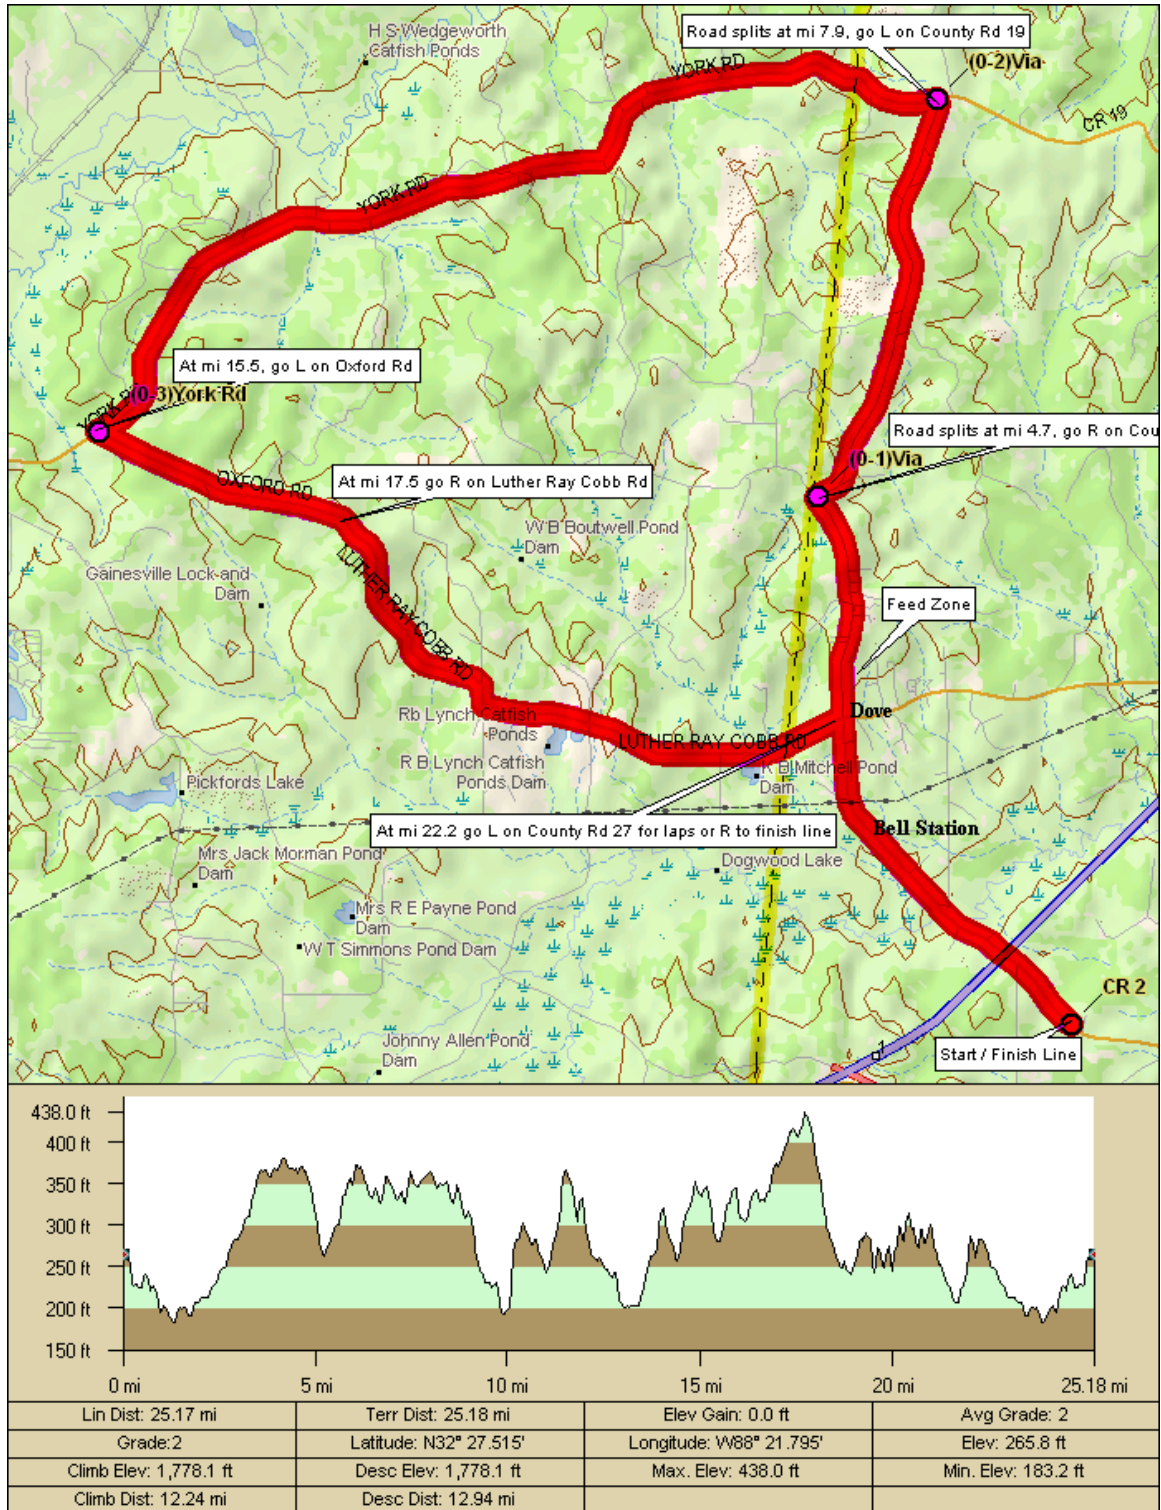 H S Wedgeworth
Catfish Ponds
Road splits at mi 7.9, go L on County Rd 19
(0-2)Via
YORK RD
CR 19
YORK RD
At mi 15.5, go L on Oxford Rd
(0-3)York Rd
Road splits at mi 4.7, go R on Cou
(0-1)Via
OXFORD RD
At mi 17.5 go R on Luther Ray Cobb Rd
W B Boutwell Pond
Dam
LUTHER RAY COBB RD
Gainesville Lock and
Dam
Feed Zone
Rb Lynch Catfish
Ponds
Dove
LUTHER RAY COBB RD
R B Lynch Catfish
Ponds Dam
B Mitchell Pond
Dam
Pickfords Lake
At mi 22.2 go L on County Rd 27 for laps or R to finish line
Bell Station
Mrs Jack Morman Pond
Dam
Dogwood Lake
Mrs R E Payne Pond
Dam
W T Simmons Pond Dam
CR 2
Johnny Allen Pond
Dam
1
Start / Finish Line
438.0 ft
400 ft
350 ft
300 ft
250 ft
200 ft
150 ft
0 mi 5 mi 10 mi 15 mi 20 mi 25.18 mi
Lin Dist: 25.17 mi Terr Dist: 25.18 mi Elev Gain: 0.0 ft Avg Grade: 2
Grade:2 Latitude: N32° 27.515' Longitude: W88° 21.795' Elev: 265.8 ft
Climb Elev: 1,778.1 ft Desc Elev: 1,778.1 ft Max. Elev: 438.0 ft Min. Elev: 183.2 ft
Climb Dist: 12.24 mi Desc Dist: 12.94 mi